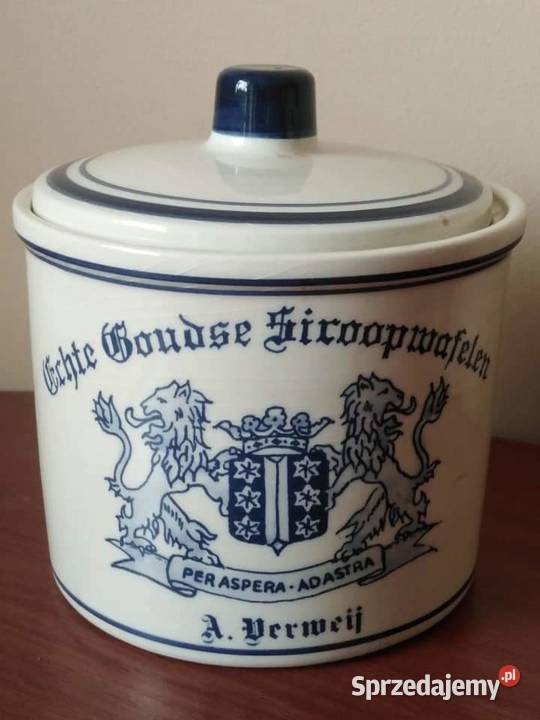 Echte Goudse Siroopwafelen
PER ASPERA · AD ASTRA
A. Verweij
Sprzedajemy.pl